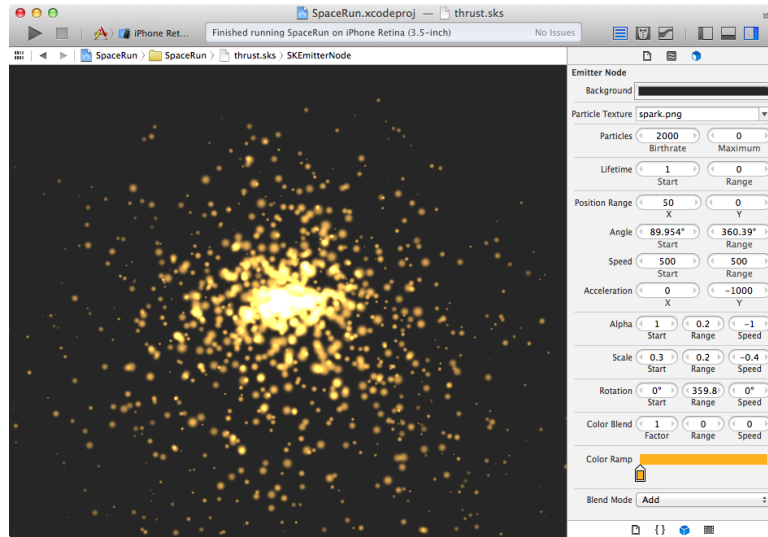 SpaceRun.xcodeproj — thrust.sks
iPhone Ret... Finished running SpaceRun on iPhone Retina (3.5-inch) No Issues
SpaceRun SpaceRun thrust.sks SKEmitterNode
Emitter Node
Background
Particle Texture spark.png
Particles 2000 0
Birthrate Maximum
Lifetime 1 0
Start Range
Position Range 50 0
X Y
Angle 89.954° 360.39°
Start Range
Speed 500 500
Start Range
Acceleration 0 -1000
X Y
Alpha 1 0.2 -1
Start Range Speed
Scale 0.3 0.2 -0.4
Start Range Speed
Rotation 0° 359.8 0°
Start Range Speed
Color Blend 1 0 0
Factor Range Speed
Color Ramp
Blend Mode Add
{ }